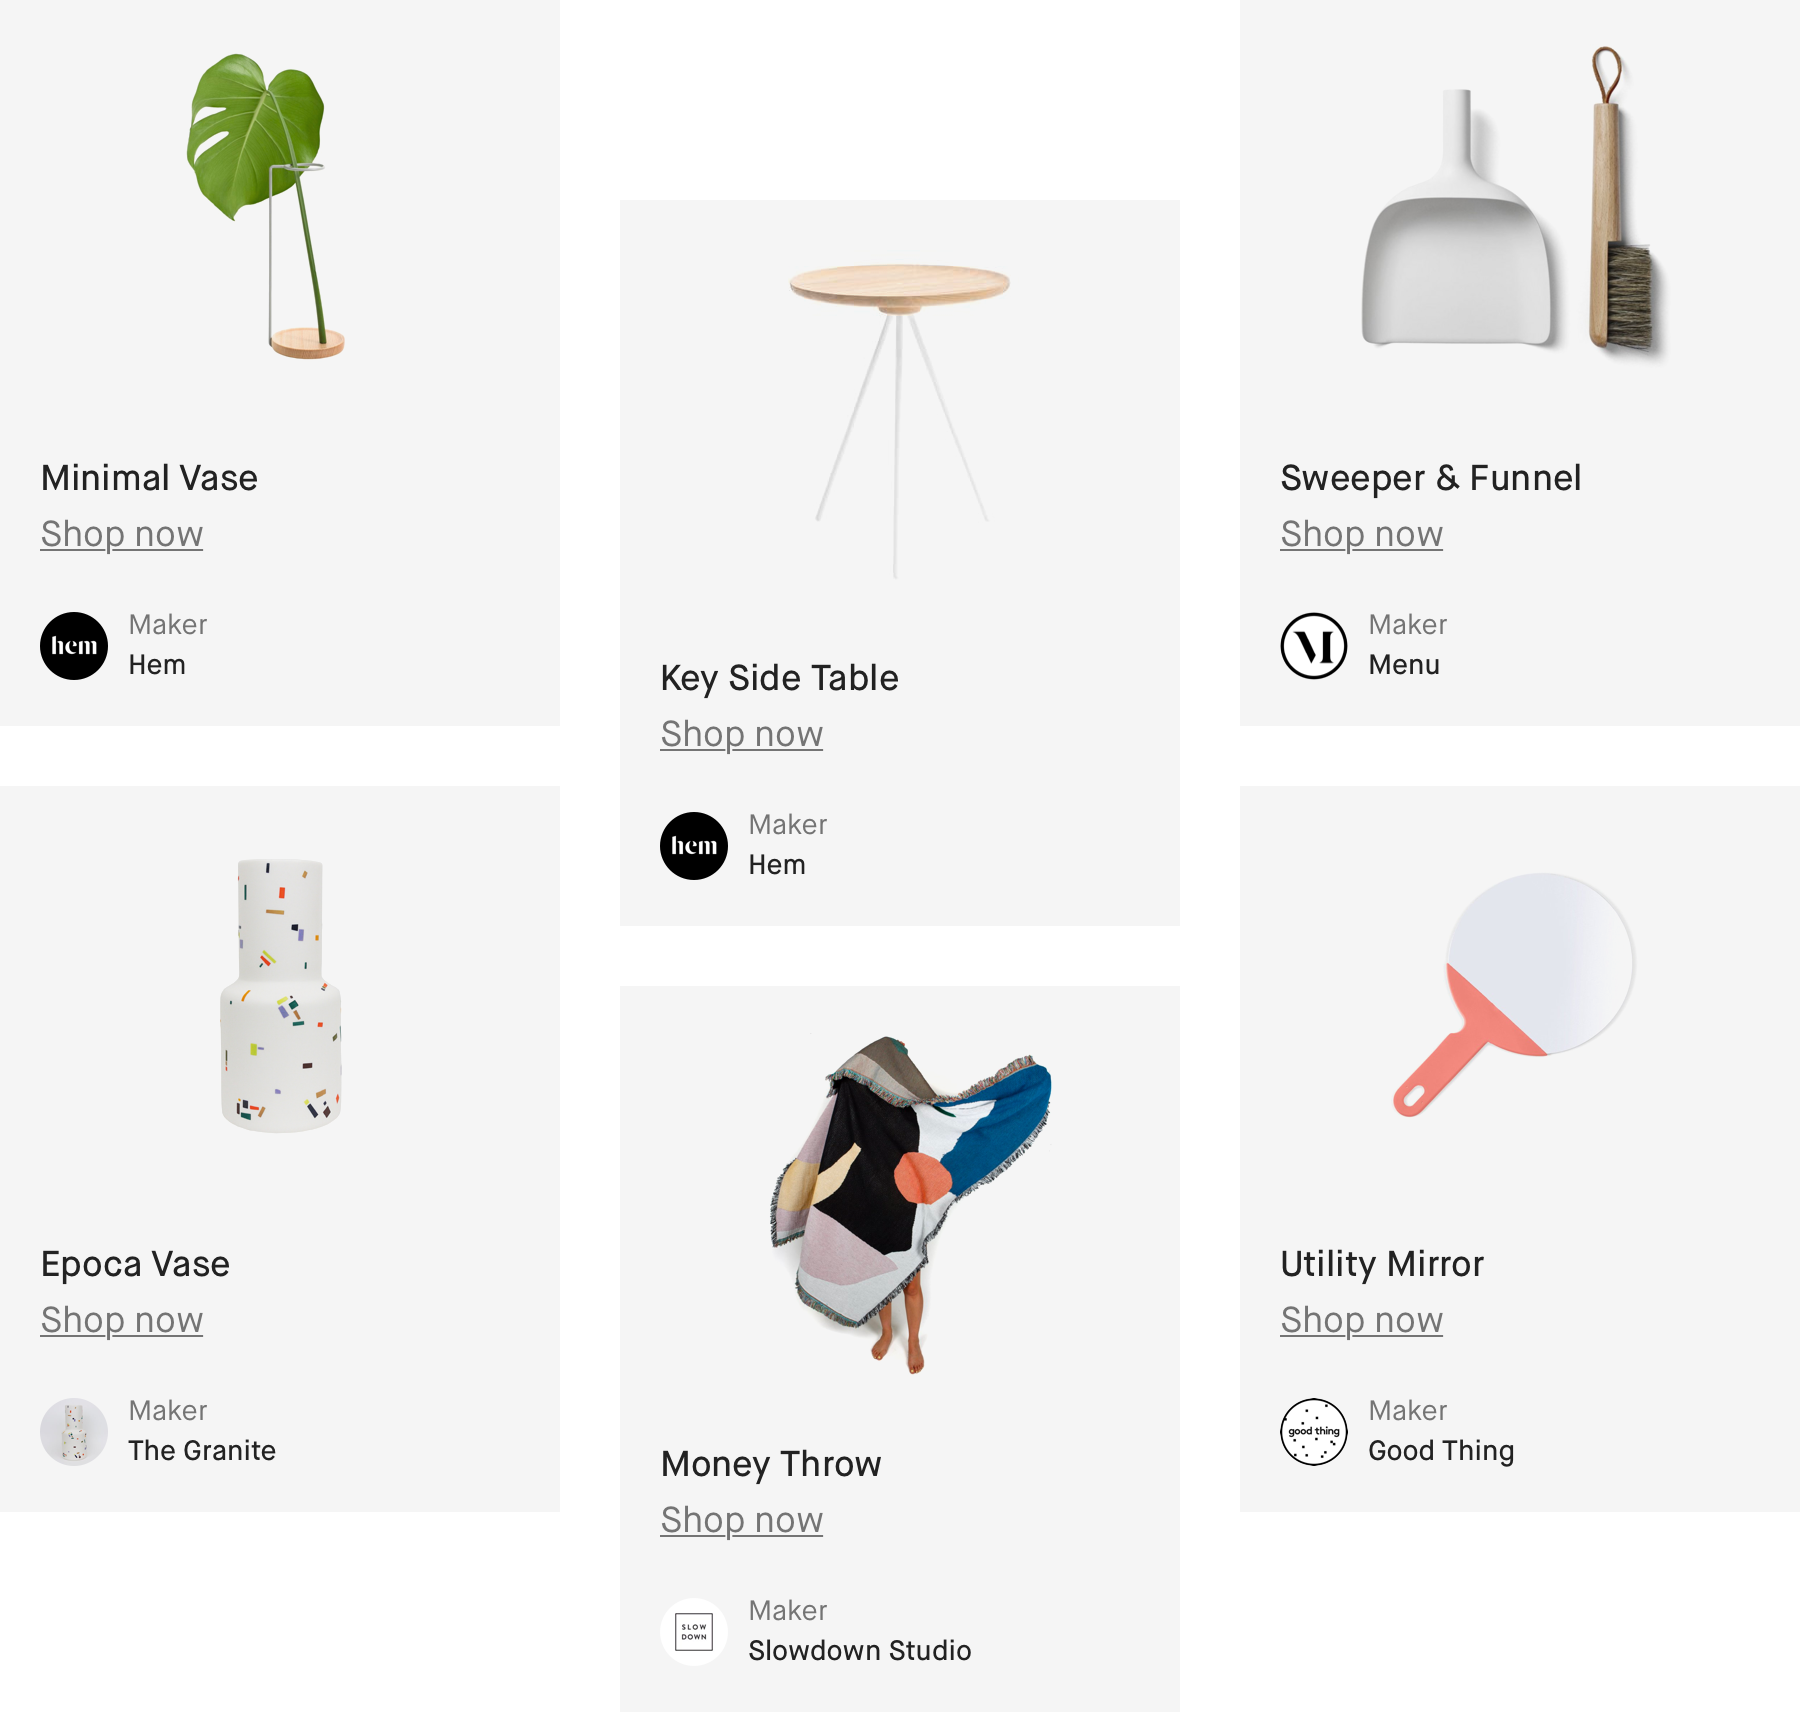 Minimal Vase
Shop now
hem
Maker
Hem
Key Side Table
Shop now
hem
Maker
Hem
Sweeper & Funnel
Shop now
M
Maker
Menu
Epoca Vase
Shop now
Maker
The Granite
Money Throw
Shop now
SLOW
DOWN
Maker
Slowdown Studio
Utility Mirror
Shop now
good thing
Maker
Good Thing